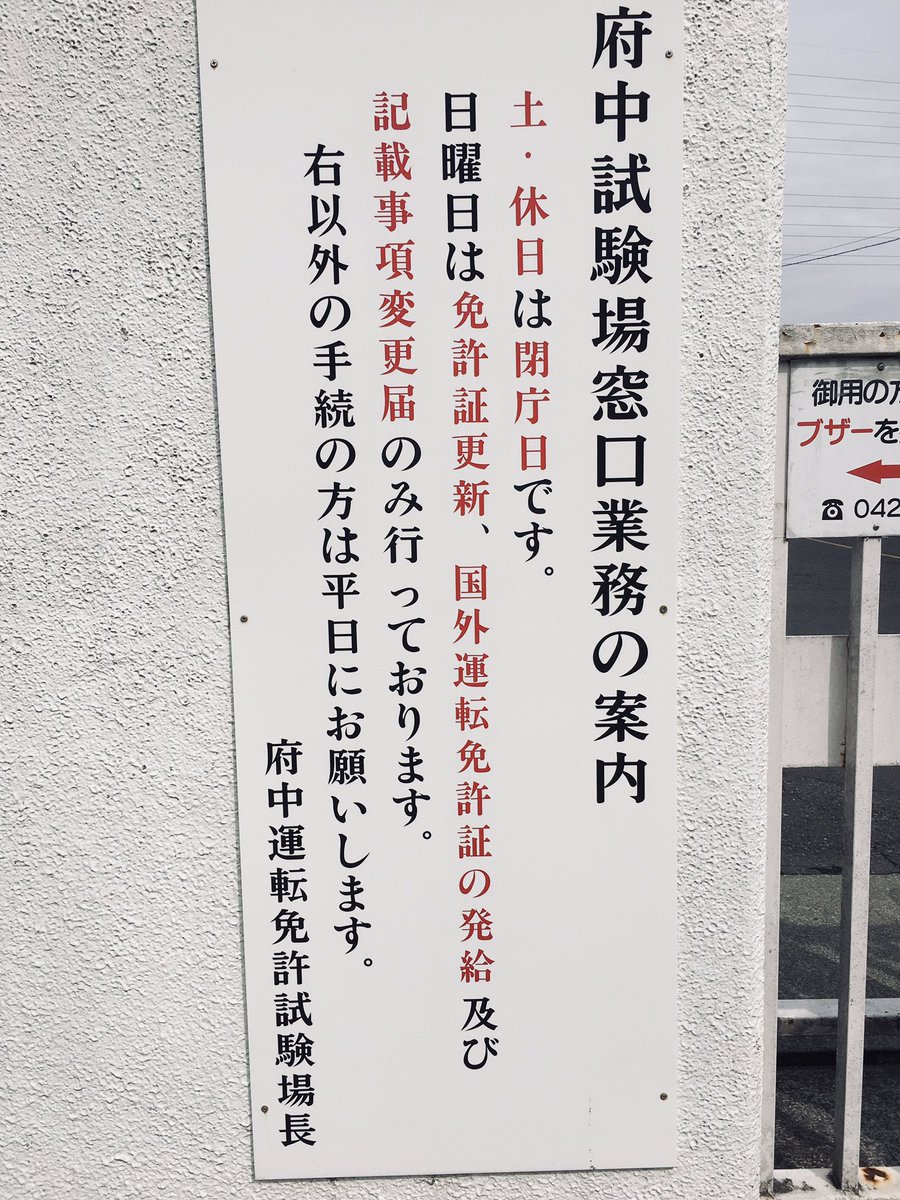 府中試験場窓口業務の案内
土・休日は閉庁日です。
日曜日は免許証更新、国外運転免許証の発給及び
記載事項変更届のみ行っております。
右以外の手続の方は平日にお願いします。
府中運転免許試験場長
御用の方
ブザーを
☎ 042